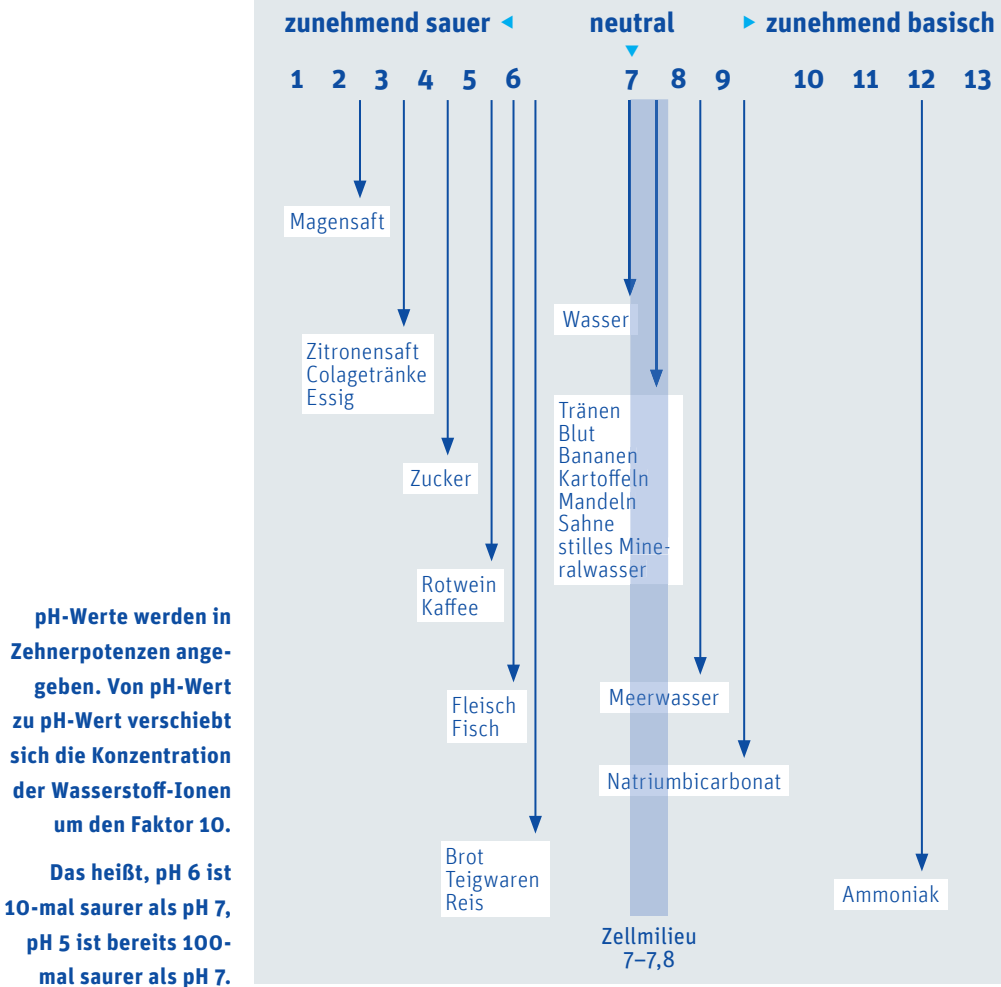 zunehmend sauer ◄ neutral ► zunehmend basisch
▼
1 2 3 4 5 6 7 8 9 10 11 12 13
Magensaft
Wasser
Zitronensaft
Colagetränke
Essig
Tränen
Blut
Bananen
Kartoffeln
Mandeln
Sahne
stilles Mine-
ralwasser
Zucker
Rotwein
Kaffee
Fleisch
Fisch
Meerwasser
Natriumbicarbonat
Brot
Teigwaren
Reis
Ammoniak
Zellmilieu
7–7,8
pH-Werte werden in
Zehnerpotenzen ange-
geben. Von pH-Wert
zu pH-Wert verschiebt
sich die Konzentration
der Wasserstoff-Ionen
um den Faktor 10.
Das heißt, pH 6 ist
10-mal saurer als pH 7,
pH 5 ist bereits 100-
mal saurer als pH 7.